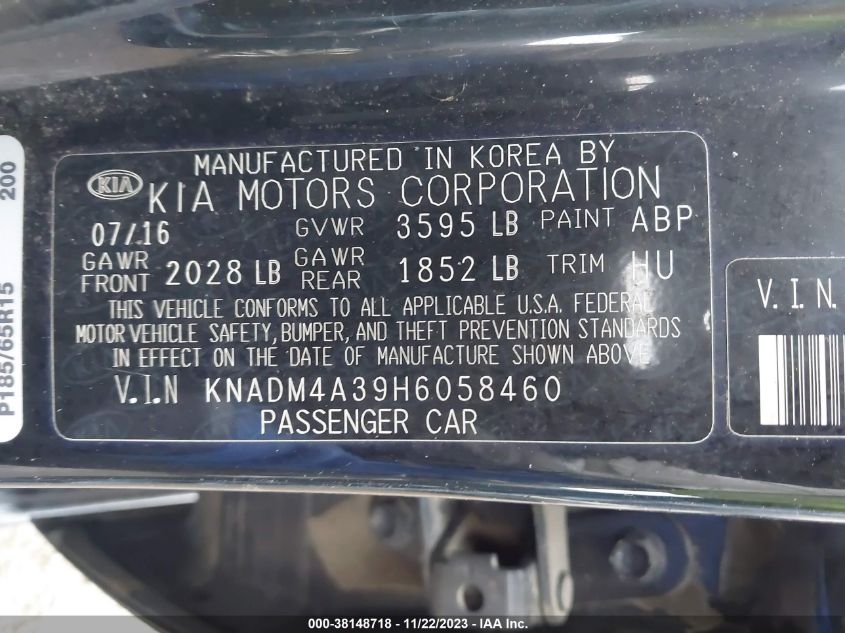 MANUFACTURED IN KOREA BY
KIA KIA MOTORS CORPORATION
07/16 GVWR 3595 LB PAINT ABP
GAWR FRONT 2028 LB GAWR REAR 1852 LB TRIM HU
THIS VEHICLE CONFORMS TO ALL APPLICABLE U.S.A. FEDERAL
MOTOR VEHICLE SAFETY, BUMPER, AND THEFT PREVENTION STANDARDS
IN EFFECT ON THE DATE OF MANUFACTURE SHOWN ABOVE
V.I.N KNADM4A39H6058460
PASSENGER CAR
P185/65R15 200
V.I.N.
000-38148718 - 11/22/2023 - © IAA Inc.